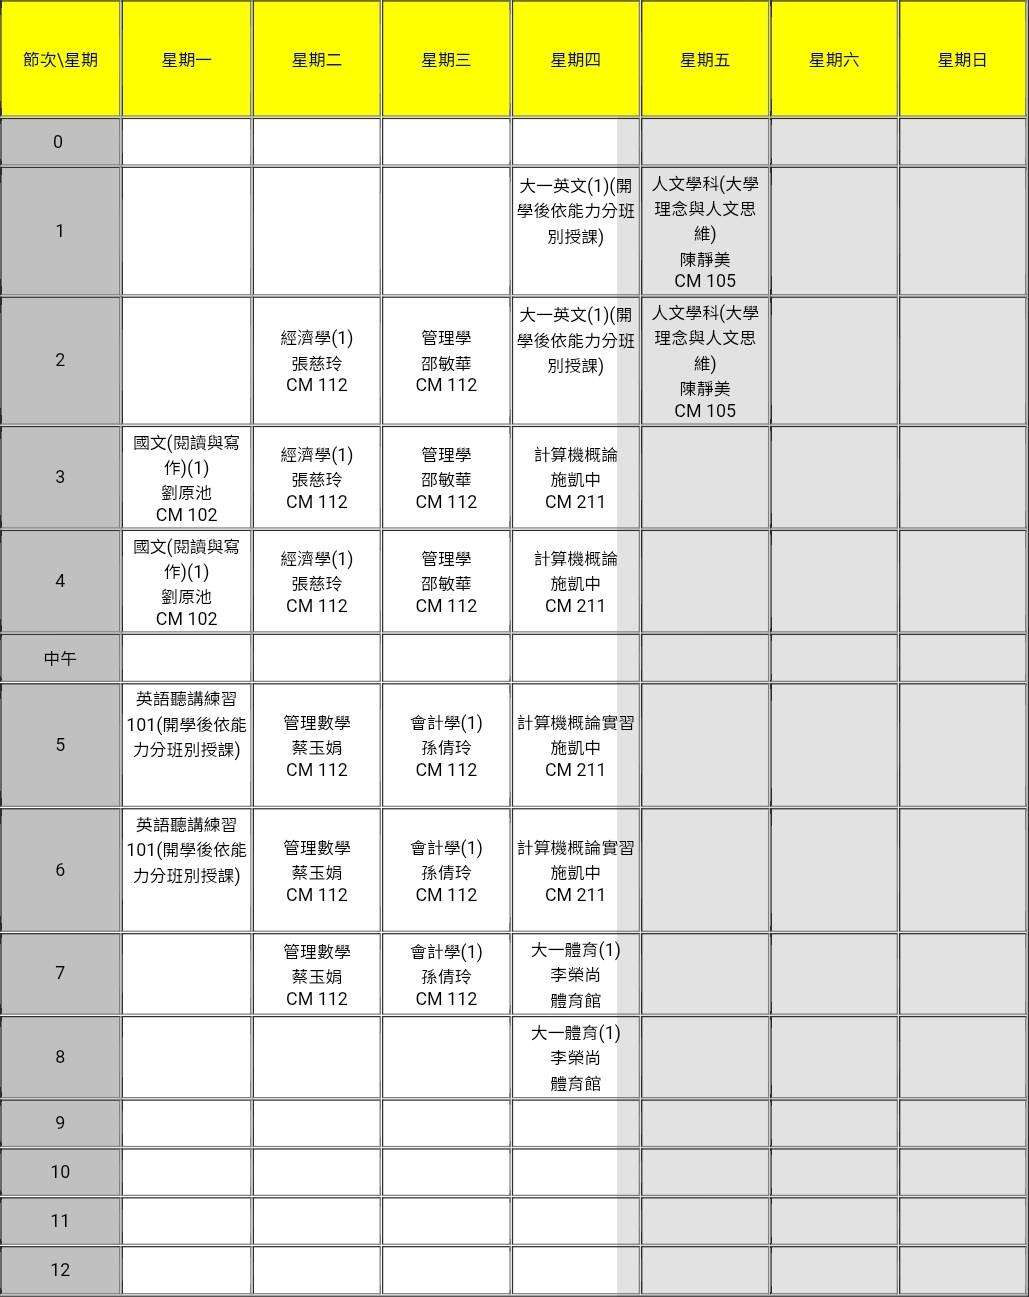 節次\星期
星期一
星期二
星期三
星期四
星期五
星期六
星期日
0
1
大一英文(1)(開
學後依能力分班
別授課)
人文學科(大學
理念與人文思
維)
陳靜美
CM 105
2
經濟學(1)
張慈玲
CM 112
管理學
邵敏華
CM 112
大一英文(1)(開
學後依能力分班
別授課)
人文學科(大學
理念與人文思
維)
陳靜美
CM 105
3
國文(閱讀與寫
作)(1)
劉原池
CM 102
經濟學(1)
張慈玲
CM 112
管理學
邵敏華
CM 112
計算機概論
施凱中
CM 211
4
國文(閱讀與寫
作)(1)
劉原池
CM 102
經濟學(1)
張慈玲
CM 112
管理學
邵敏華
CM 112
計算機概論
施凱中
CM 211
中午
5
英語聽講練習
101(開學後依能
力分班別授課)
管理數學
蔡玉娟
CM 112
會計學(1)
孫倩玲
CM 112
計算機概論實習
施凱中
CM 211
6
英語聽講練習
101(開學後依能
力分班別授課)
管理數學
蔡玉娟
CM 112
會計學(1)
孫倩玲
CM 112
計算機概論實習
施凱中
CM 211
7
管理數學
蔡玉娟
CM 112
會計學(1)
孫倩玲
CM 112
大一體育(1)
李榮尚
體育館
8
大一體育(1)
李榮尚
體育館
9
10
11
12